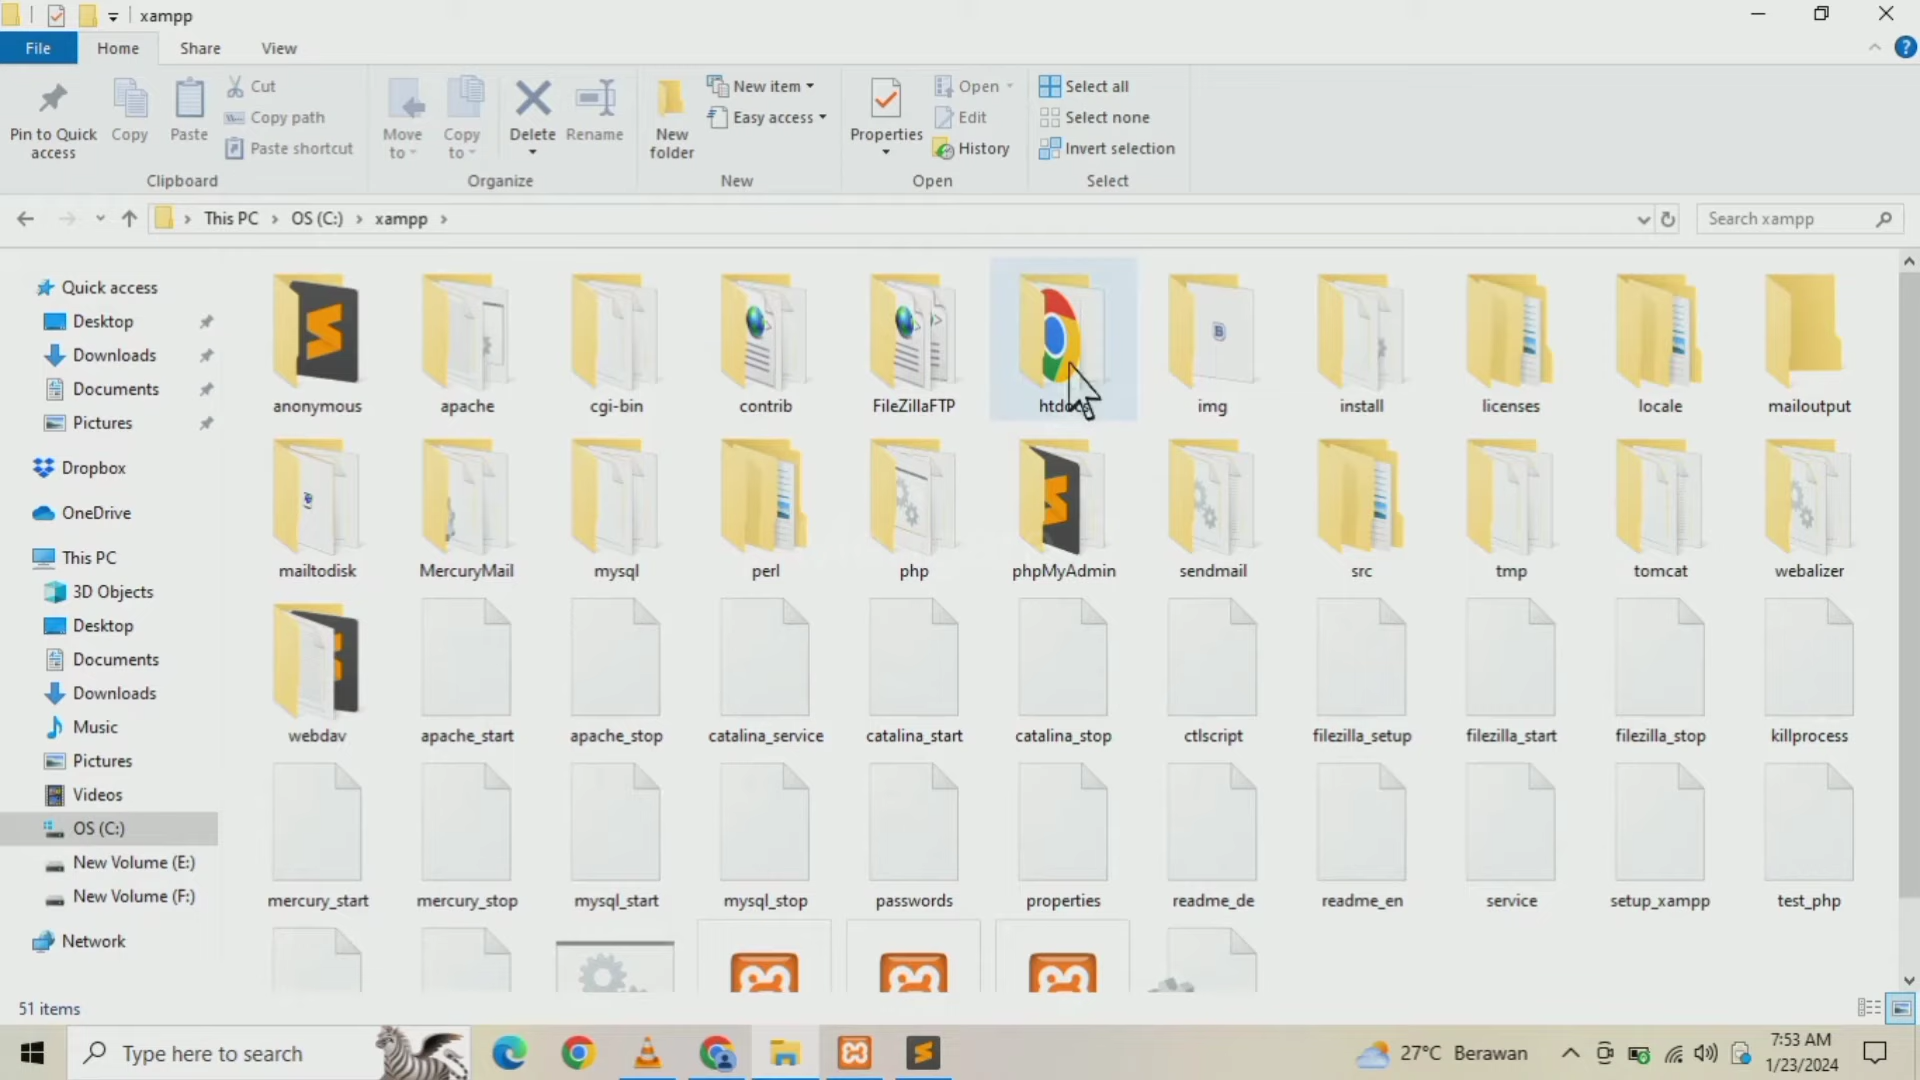 xampp
File Home Share View
Pin to Quick access
Copy
Paste
Cut
Copy path
Paste shortcut
Clipboard
Move to
Copy to
Delete
Rename
Organize
New folder
New item
Easy access
New
Properties
Open
Edit
History
Open
Select all
Select none
Invert selection
Select
This PC OS (C:) xampp
Search xampp
Quick access
Desktop
Downloads
Documents
Pictures
Dropbox
OneDrive
This PC
3D Objects
Desktop
Documents
Downloads
Music
Pictures
Videos
OS (C:)
New Volume (E:)
New Volume (F:)
Network
anonymous apache cgi-bin contrib FileZillaFTP htdocs img install licenses locale mailoutput
mailtodisk MercuryMail mysql perl php phpMyAdmin sendmail src tmp tomcat webalizer
webdav apache_start apache_stop catalina_service catalina_start catalina_stop ctlscript filezilla_setup filezilla_start filezilla_stop killprocess
mercury_start mercury_stop mysql_start mysql_stop passwords properties readme_de readme_en service setup_xampp test_php
51 items
Type here to search
27°C Berawan
7:53 AM
1/23/2024